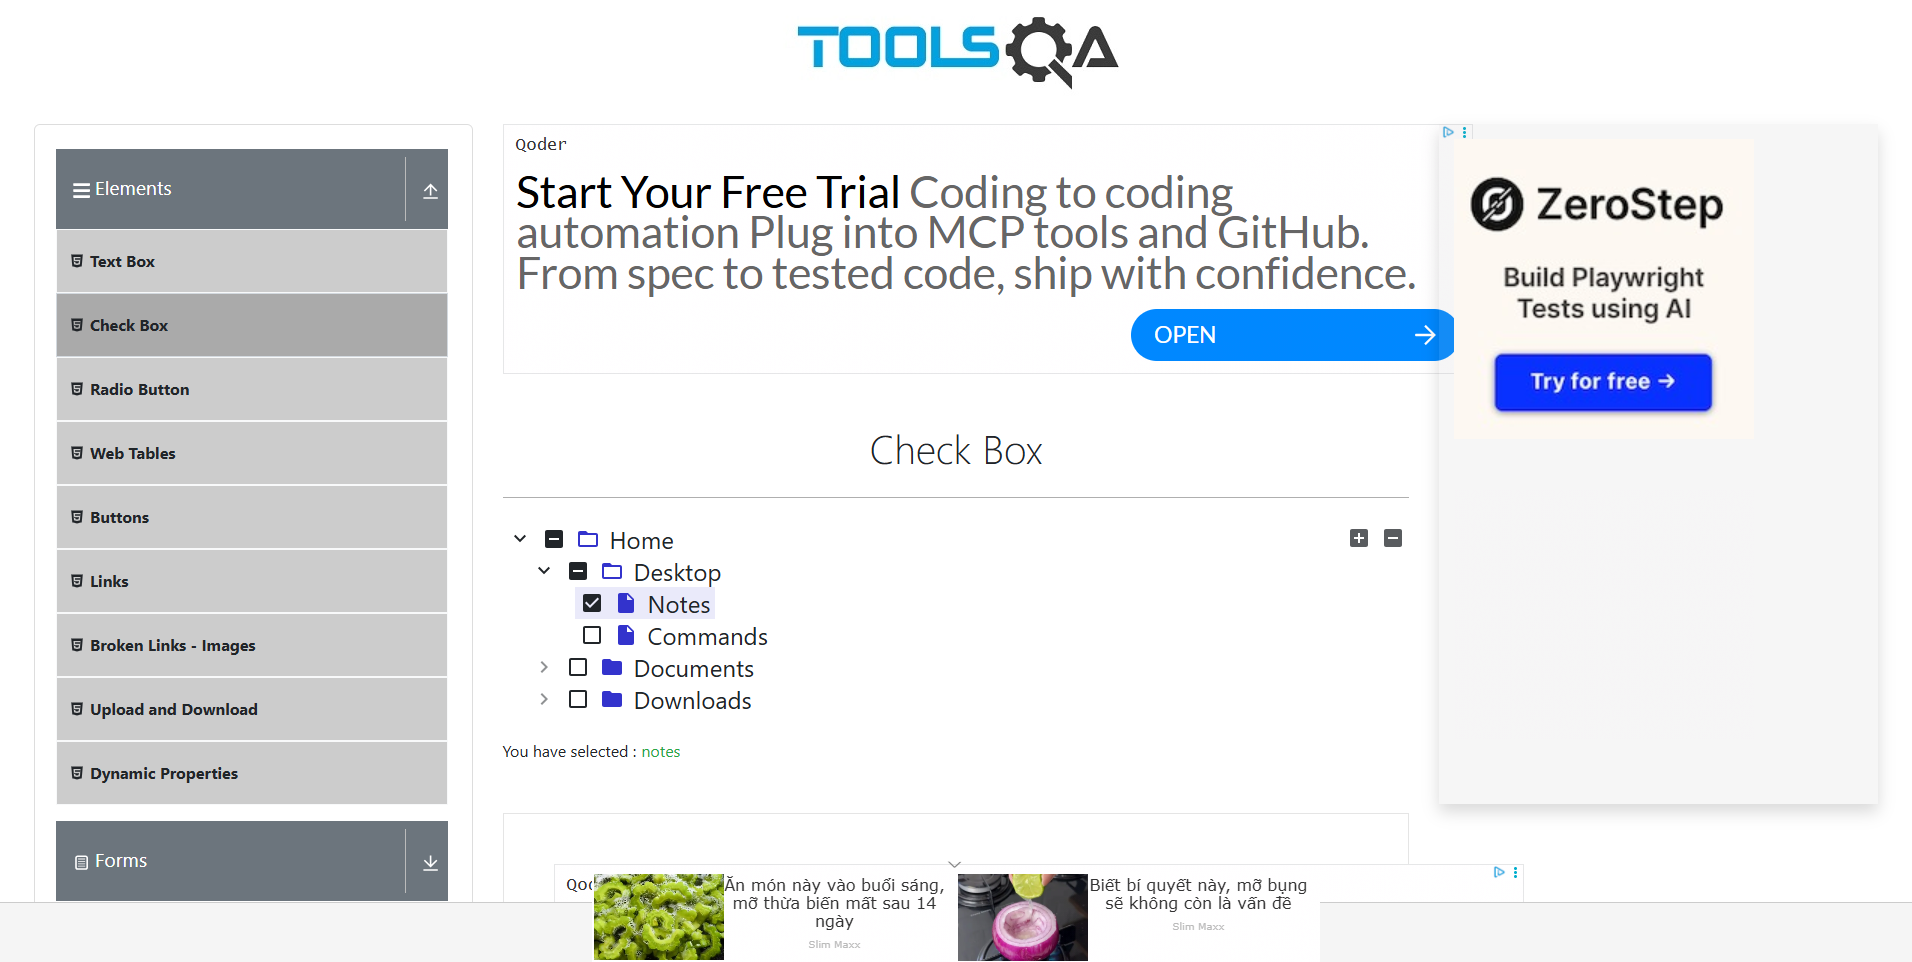 TOOLSQA
Elements
Text Box
Check Box
Radio Button
Web Tables
Buttons
Links
Broken Links - Images
Upload and Download
Dynamic Properties
Forms
Qoder
Start Your Free Trial Coding to coding
automation Plug into MCP tools and GitHub.
From spec to tested code, ship with confidence.
OPEN
ZeroStep
Build Playwright
Tests using AI
Try for free →
Check Box
Home
Desktop
Notes
Commands
Documents
Downloads
You have selected : notes
Ăn món này vào buổi sáng,
mỡ thừa biến mất sau 14
ngày
Slim Maxx
Biết bí quyết này, mỡ bụng
sẽ không còn là vấn đề
Slim Maxx